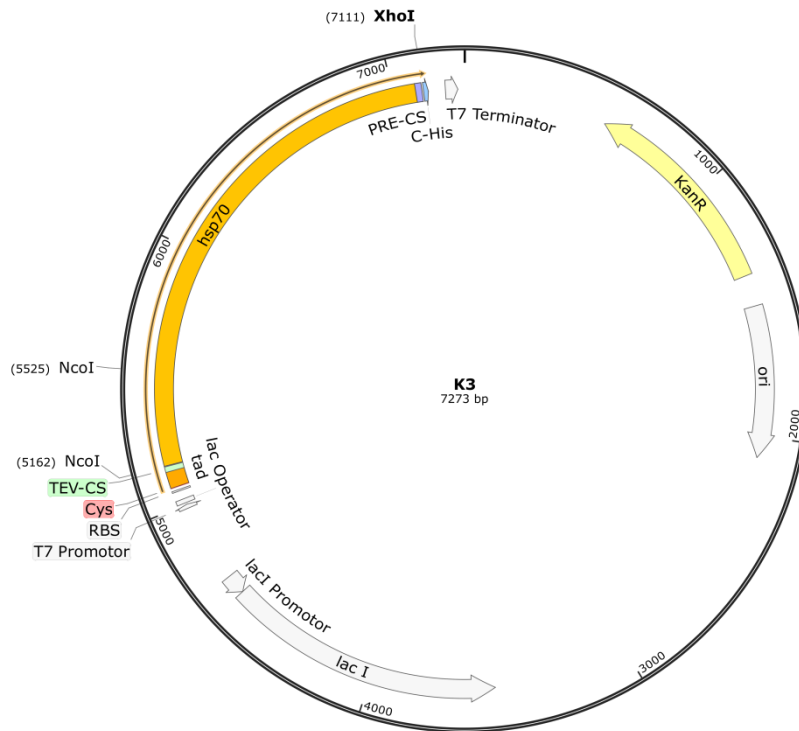 (7111) XhoI
7000
T7 Terminator
PRE-CS
C-His
1000
KanR
hsp70
6000
ori
(5525) NcoI
K3
7273 bp
2000
(5162) NcoI
lac Operator
tad
TEV-CS
Cys
RBS
5000
T7 Promotor
lacI Promotor
lac I
3000
4000